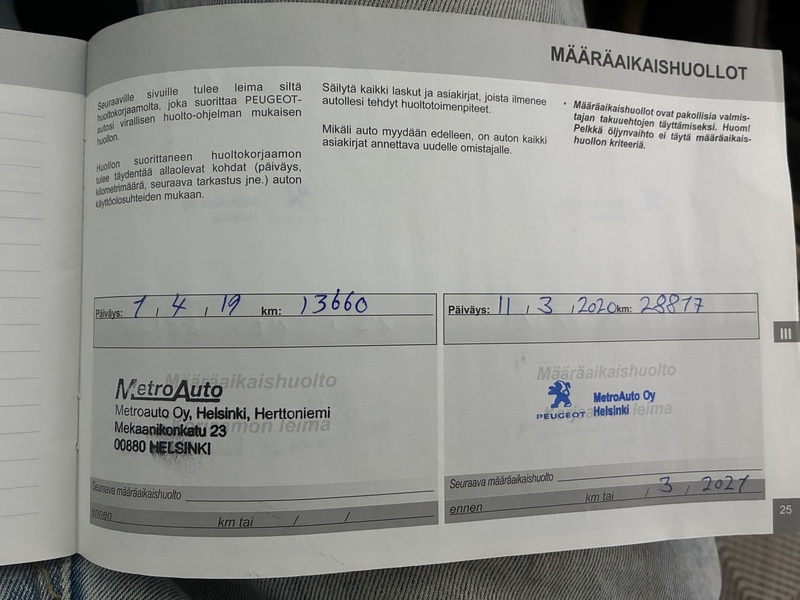 MÄÄRÄAIKAISHUOLLOT
Seuraaville sivuille tulee leima siltä
huoltokorjaamolta, joka suorittaa PEUGEOT-
autosi virallisen huolto-ohjelman mukaisen
huollon.
Huollon suorittaneen huoltokorjaamon
tulee täydentää allaolevat kohdat (päiväys,
kilometrimäärä, seuraava tarkastus jne.) auton
käyttöolosuhteiden mukaan.
Säilytä kaikki laskut ja asiakirjat, joista ilmenee
autollesi tehdyt huoltotoimenpiteet.
Mikäli auto myydään edelleen, on auton kaikki
asiakirjat annettava uudelle omistajalle.
• Määräaikaishuollot ovat pakollisia valmis-
tajan takuuehtojen täyttämiseksi. Huom!
Pelkkä öljynvaihto ei täytä määräaikais-
huollon kriteeriä.
Päiväys: 1 , 4 , 19 km: 13660
Määräaikaishuolto
MetroAuto
Metroauto Oy, Helsinki, Herttoniemi
Mekaanikonkatu 23
00880 HELSINKI
leima
Seuraava määräaikaishuolto
ennen km tai / /
Päiväys: 11 , 3 , 2020 km: 28817
Määräaikaishuolto
PEUGEOT
MetroAuto Oy
Helsinki
leima
Seuraava määräaikaishuolto
ennen km tai / 3 , 2021
III
25